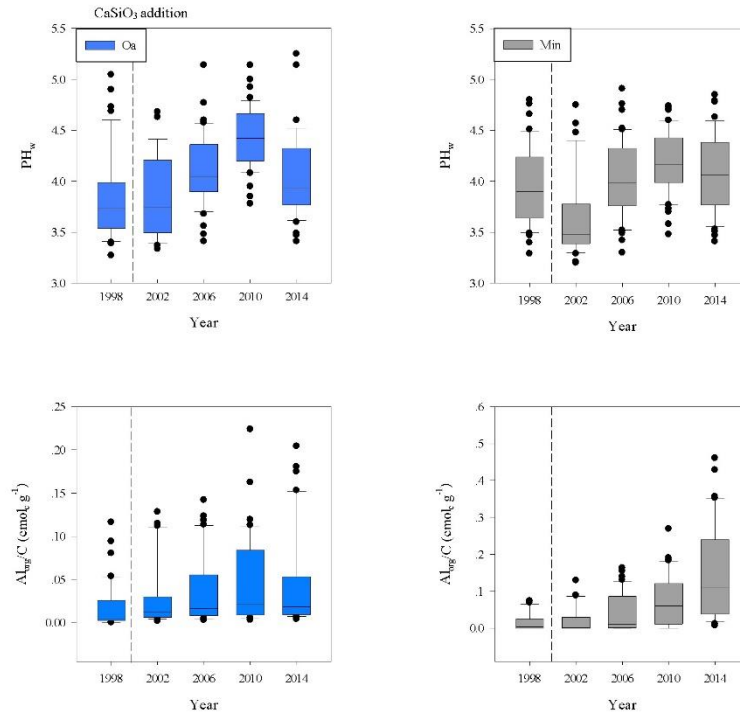 CaSiO₃ addition
5.5
5.0
4.5
4.0
3.5
3.0
PHw
Oa
1998 2002 2006 2010 2014
Year
5.5
5.0
4.5
4.0
3.5
3.0
PHw
Min
1998 2002 2006 2010 2014
Year
.25
.20
.15
.10
.05
0.00
Alorg/C (cmolc g⁻¹)
1998 2002 2006 2010 2014
Year
.6
.5
.4
.3
.2
.1
0.0
Alorg/C (cmolc g⁻¹)
1998 2002 2006 2010 2014
Year